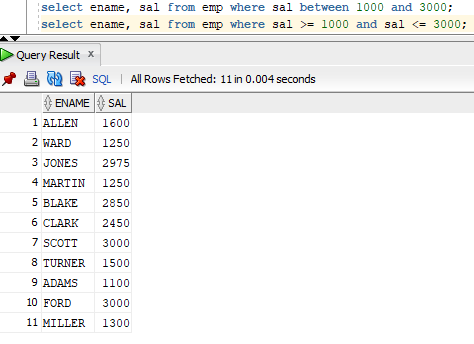 select ename, sal from emp where sal between 1000 and 3000;
select ename, sal from emp where sal >= 1000 and sal <= 3000;
Query Result x
SQL | All Rows Fetched: 11 in 0.004 seconds
ENAME SAL
1 ALLEN 1600
2 WARD 1250
3 JONES 2975
4 MARTIN 1250
5 BLAKE 2850
6 CLARK 2450
7 SCOTT 3000
8 TURNER 1500
9 ADAMS 1100
10 FORD 3000
11 MILLER 1300